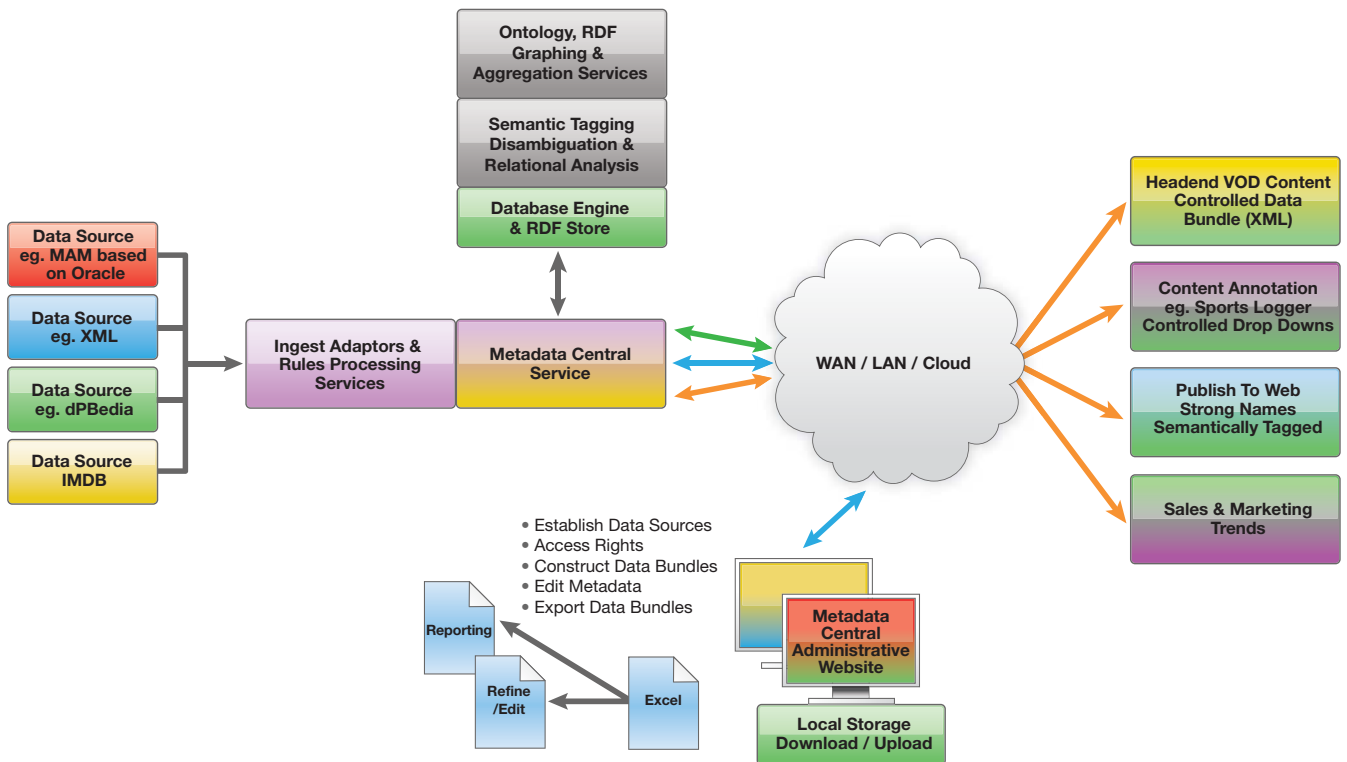 Ontology, RDF
Graphing &
Aggregation Services
Semantic Tagging
Disambiguation &
Relational Analysis
Database Engine
& RDF Store
Data Source
eg. MAM based
on Oracle
Data Source
eg. XML
Data Source
eg. dPBedia
Data Source
IMDB
Ingest Adaptors &
Rules Processing
Services
Metadata Central
Service
WAN / LAN / Cloud
Headend VOD Content
Controlled Data
Bundle (XML)
Content Annotation
eg. Sports Logger
Controlled Drop Downs
Publish To Web
Strong Names
Semantically Tagged
Sales & Marketing
Trends
• Establish Data Sources
• Access Rights
• Construct Data Bundles
• Edit Metadata
• Export Data Bundles
Reporting
Refine
/Edit
Excel
Metadata
Central
Administrative
Website
Local Storage
Download / Upload